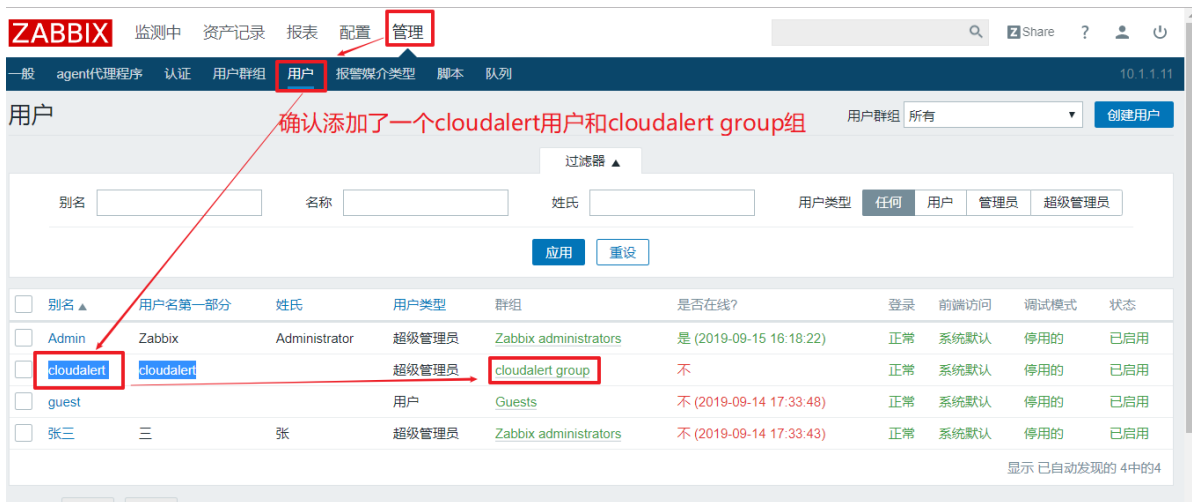 ZABBIX 监测中 资产记录 报表 配置 管理 Z Share ?
一般 agent代理程序 认证 用户群组 用户 报警媒介类型 脚本 队列 10.1.1.11
用户 用户群组 所有 ▼ 创建用户
确认添加了一个cloudalert用户和cloudalert group组
过滤器 ▲
别名 名称 姓氏 用户类型 任何 用户 管理员 超级管理员
应用 重设
别名 ▲ 用户名第一部分 姓氏 用户类型 群组 是否在线? 登录 前端访问 调试模式 状态
Admin Zabbix Administrator 超级管理员 Zabbix administrators 是 (2019-09-15 16:18:22) 正常 系统默认 停用的 已启用
cloudalert cloudalert 超级管理员 cloudalert group 不 正常 系统默认 停用的 已启用
guest 用户 Guests 不 (2019-09-14 17:33:48) 正常 系统默认 停用的 已启用
张三 三 张 超级管理员 Zabbix administrators 不 (2019-09-14 17:33:43) 正常 系统默认 停用的 已启用
显示 已自动发现的 4中的4